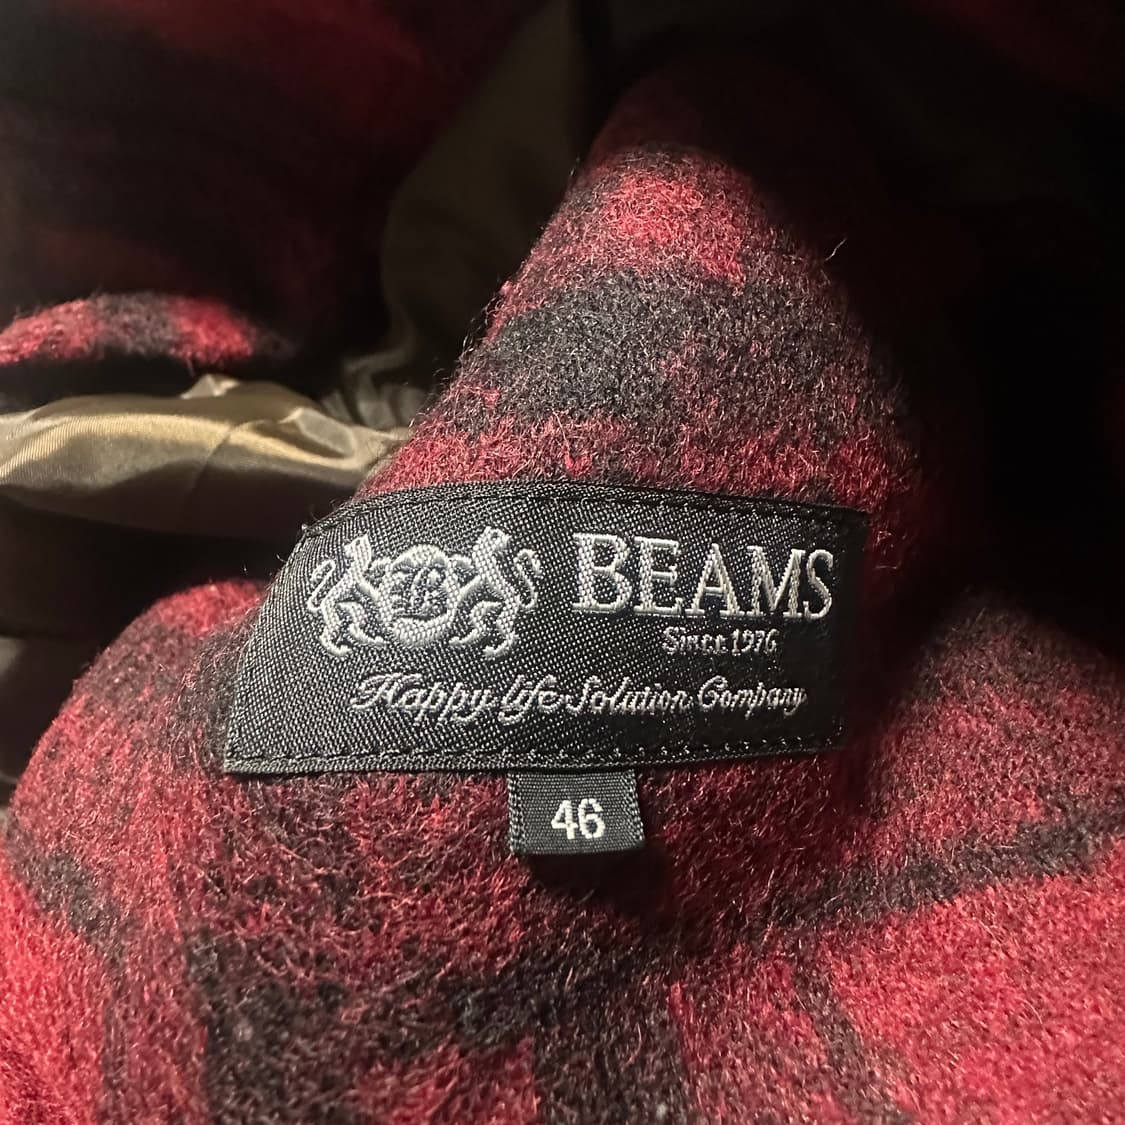 B
BEAMS
Since 1976
Happy life Solution Company
46